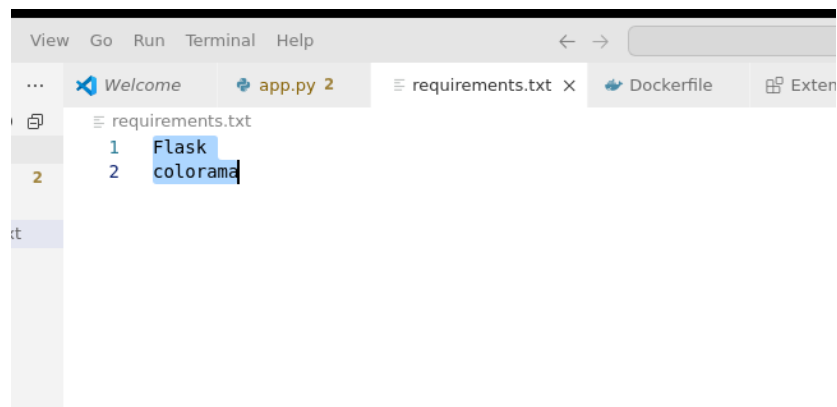 View Go Run Terminal Help
... Welcome app.py 2 requirements.txt Dockerfile Exten
requirements.txt
1 Flask
2 colorama
2
xt